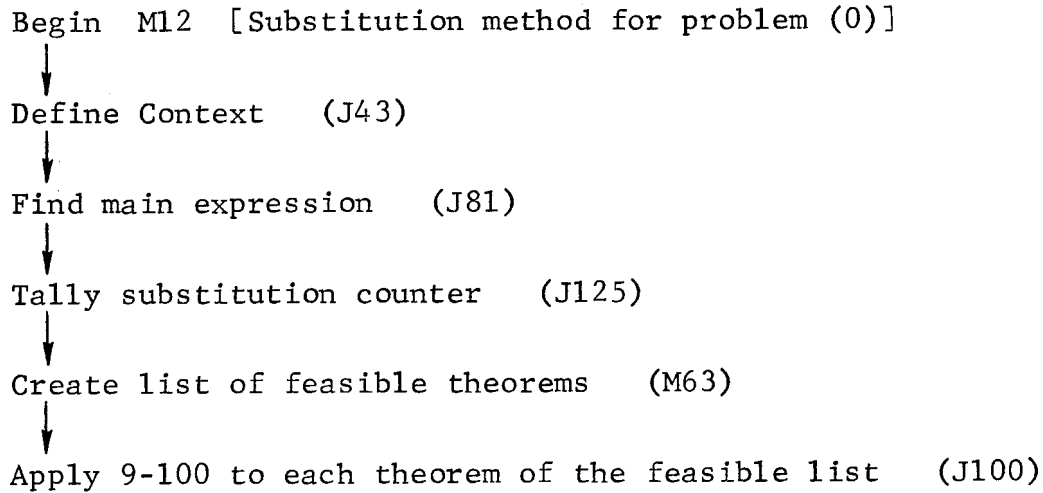 Begin M12 [Substitution method for problem (0)]
Define Context (J43)
Find main expression (J81)
Tally substitution counter (J125)
Create list of feasible theorems (M63)
Apply 9-100 to each theorem of the feasible list (J100)